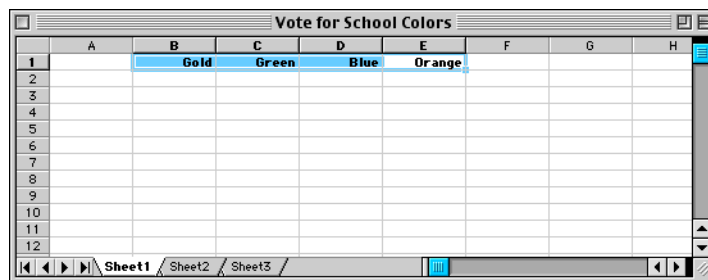 Vote for School Colors
A B C D E F G H
1 Gold Green Blue Orange
2
3
4
5
6
7
8
9
10
11
12
Sheet1 Sheet2 Sheet3